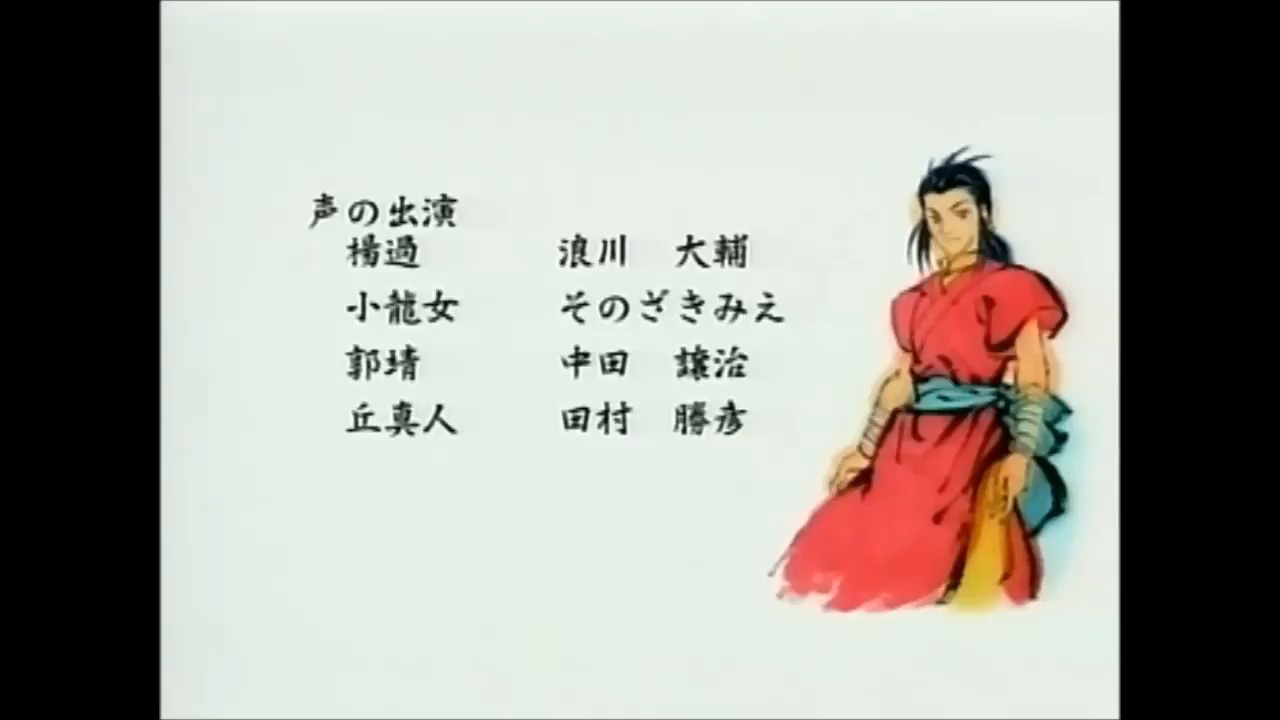 声の出演
楊過 浪川 大輔
小龍女 そのざきみえ
郭靖 中田 譲治
丘真人 田村 勝彦